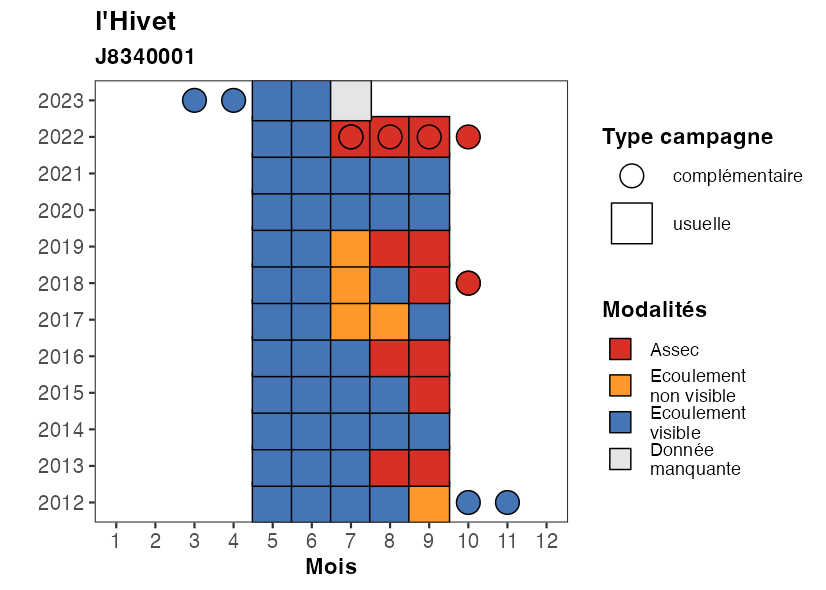 l'Hivet
J8340001
2023
2022
2021
2020
2019
2018
2017
2016
2015
2014
2013
2012
1 2 3 4 5 6 7 8 9 10 11 12
Mois
Type campagne
complémentaire
usuelle
Modalités
Assec
Ecoulement
non visible
Ecoulement
visible
Donnée
manquante